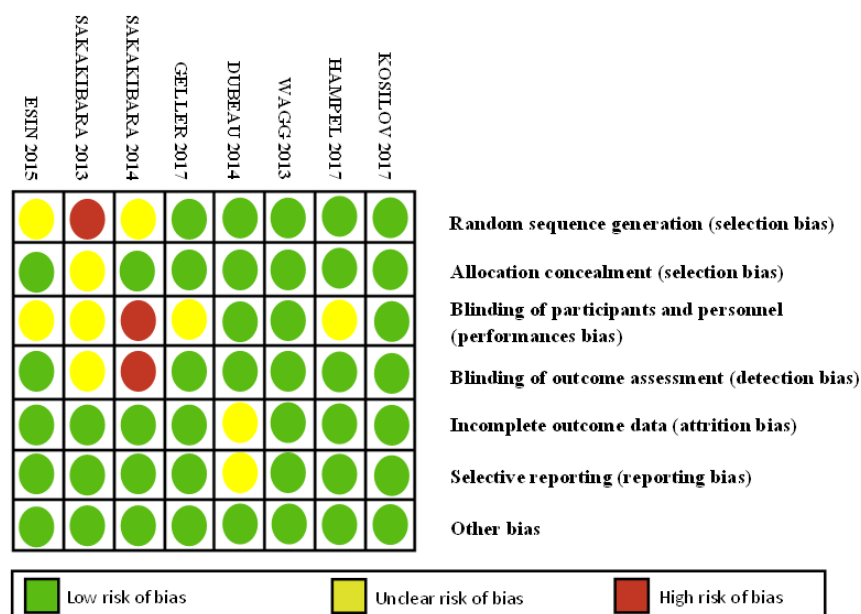 ESIN 2015
SAKAKIBARA 2013
SAKAKIBARA 2014
GELLER 2017
DUBEAU 2014
WAGG 2013
HAMPEL 2017
KOSILOV 2017
Random sequence generation (selection bias)
Allocation concealment (selection bias)
Blinding of participants and personnel
(performances bias)
Blinding of outcome assessment (detection bias)
Incomplete outcome data (attrition bias)
Selective reporting (reporting bias)
Other bias
Low risk of bias
Unclear risk of bias
High risk of bias